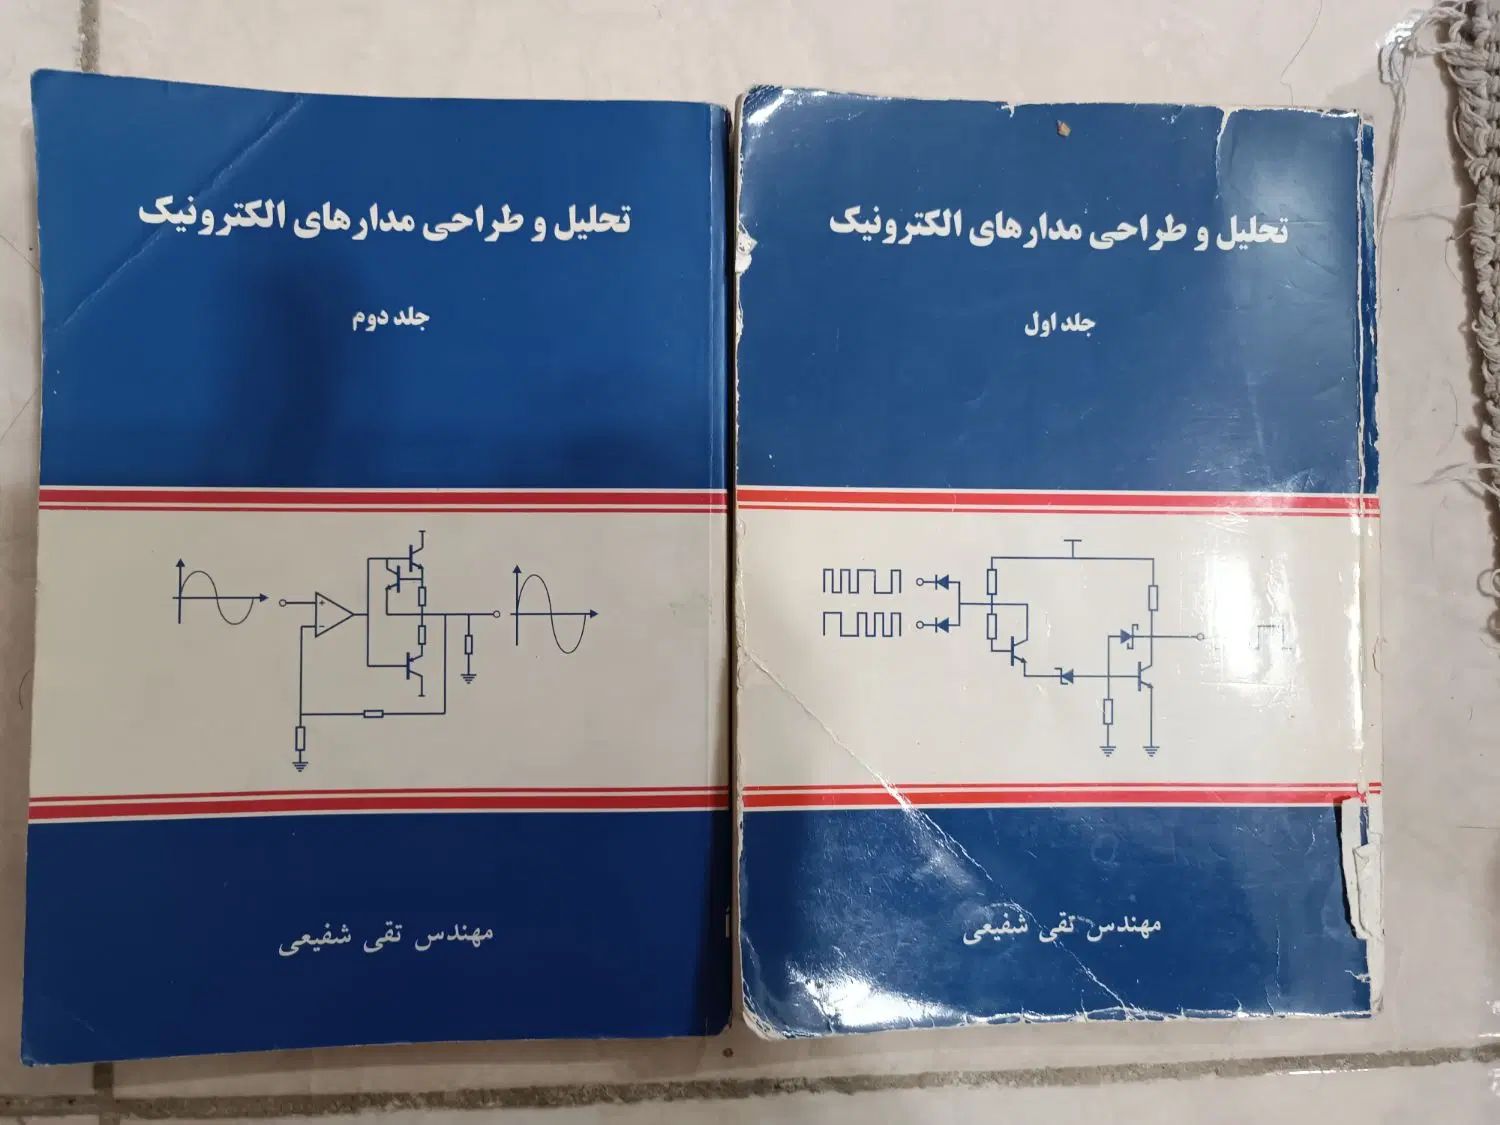 تحلیل و طراحی مدارهای الکترونیک
جلد اول
مهندس تقی شفیعی
تحلیل و طراحی مدارهای الکترونیک
جلد دوم
مهندس تقی شفیعی